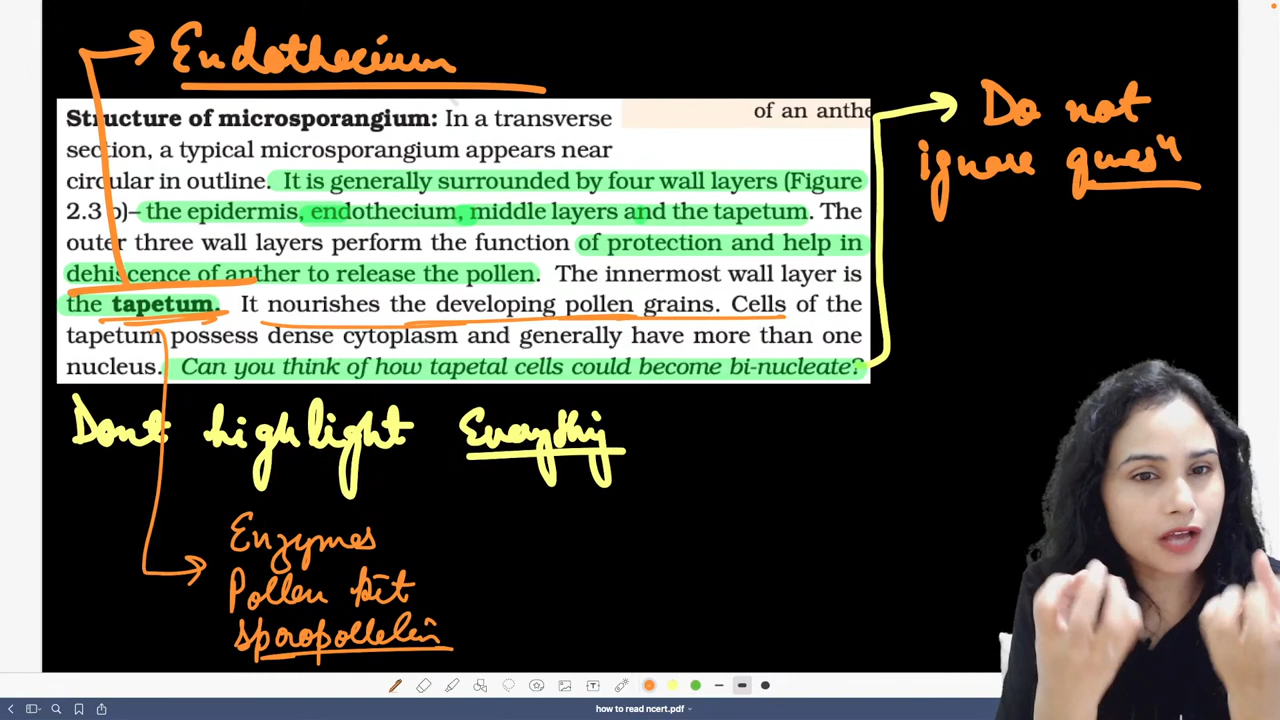 Endothecium
Structure of microsporangium: In a transverse
of an anthe
section, a typical microsporangium appears near
circular in outline. It is generally surrounded by four wall layers (Figure
2.3 b)– the epidermis, endothecium, middle layers and the tapetum. The
outer three wall layers perform the function of protection and help in
dehiscence of anther to release the pollen. The innermost wall layer is
the tapetum. It nourishes the developing pollen grains. Cells of the
tapetum possess dense cytoplasm and generally have more than one
nucleus. Can you think of how tapetal cells could become bi-nucleate?
Do not
ignore quesⁿ
Dont highlight Everything
Enzymes
Pollen kit
Sporopollelin
how to read ncert.pdf